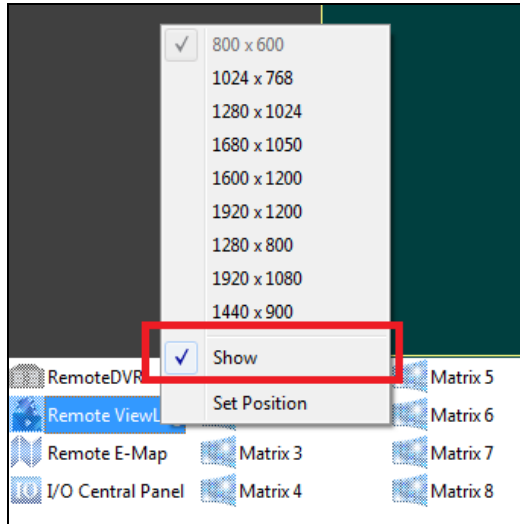 800 x 600
1024 x 768
1280 x 1024
1680 x 1050
1600 x 1200
1920 x 1200
1280 x 800
1920 x 1080
1440 x 900
Show
Set Position
RemoteDVR
Matrix 5
Remote ViewL
Matrix 6
Remote E-Map
Matrix 3
Matrix 7
I/O Central Panel
Matrix 4
Matrix 8